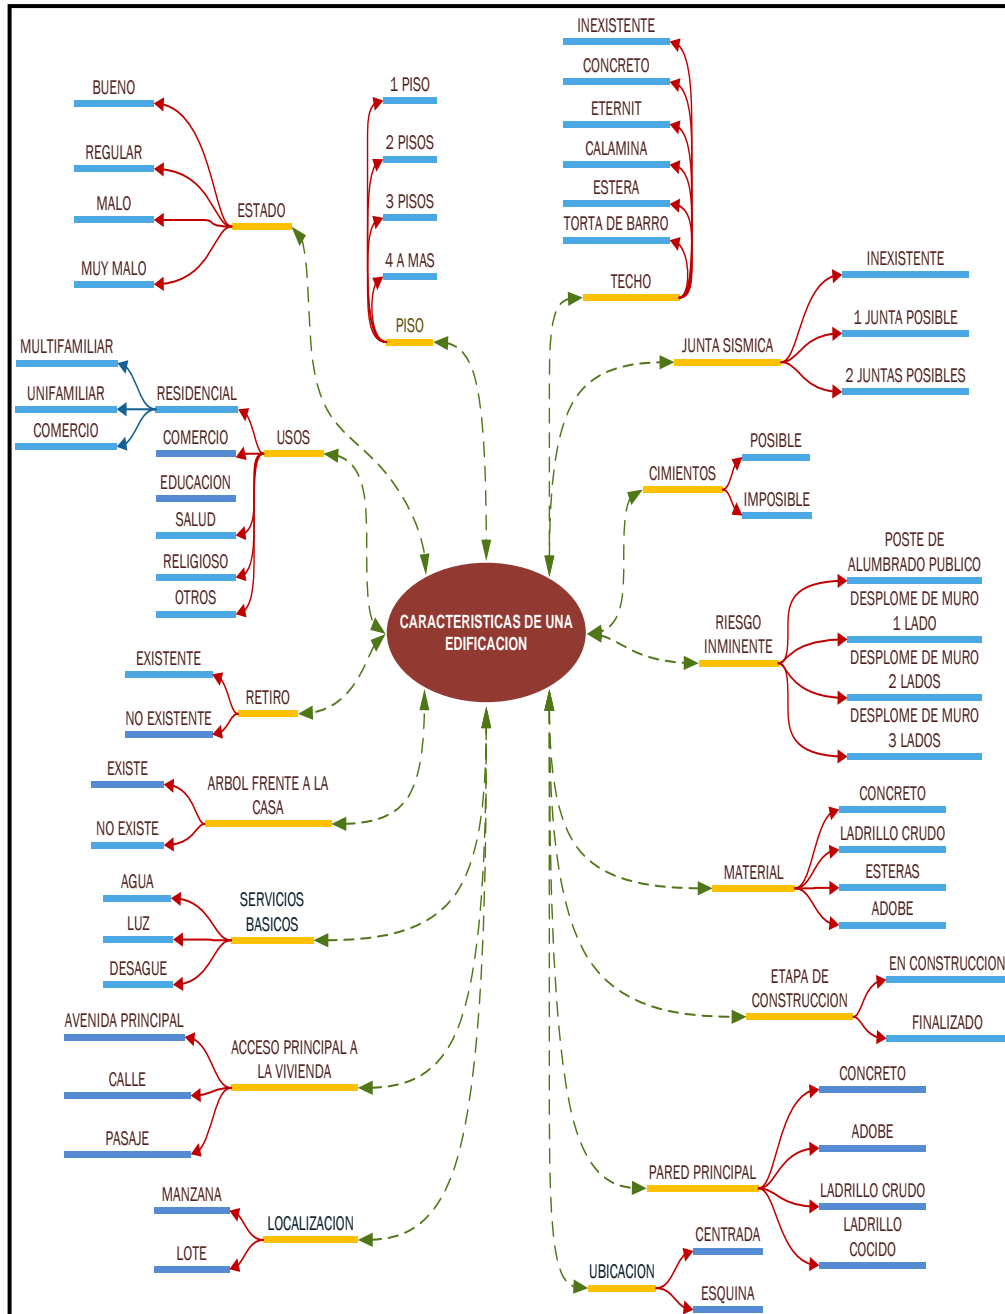 BUENO
REGULAR
MALO
MUY MALO
ESTADO
1 PISO
2 PISOS
3 PISOS
4 A MAS
PISO
INEXISTENTE
CONCRETO
ETERNIT
CALAMINA
ESTERA
TORTA DE BARRO
TECHO
INEXISTENTE
1 JUNTA POSIBLE
2 JUNTAS POSIBLES
JUNTA SISMICA
MULTIFAMILIAR
UNIFAMILIAR
COMERCIO
RESIDENCIAL
COMERCIO
EDUCACION
SALUD
RELIGIOSO
OTROS
USOS
POSIBLE
IMPOSIBLE
CIMIENTOS
CARACTERISTICAS DE UNA
EDIFICACION
POSTE DE
ALUMBRADO PUBLICO
DESPLOME DE MURO
1 LADO
DESPLOME DE MURO
2 LADOS
DESPLOME DE MURO
3 LADOS
RIESGO
INMINENTE
EXISTENTE
NO EXISTENTE
RETIRO
EXISTE
NO EXISTE
ARBOL FRENTE A LA
CASA
CONCRETO
LADRILLO CRUDO
ESTERAS
ADOBE
MATERIAL
AGUA
LUZ
DESAGUE
SERVICIOS
BASICOS
EN CONSTRUCCION
FINALIZADO
ETAPA DE
CONSTRUCCION
AVENIDA PRINCIPAL
CALLE
PASAJE
ACCESO PRINCIPAL A
LA VIVIENDA
CONCRETO
ADOBE
LADRILLO CRUDO
LADRILLO
COCIDO
PARED PRINCIPAL
MANZANA
LOTE
LOCALIZACION
CENTRADA
ESQUINA
UBICACION